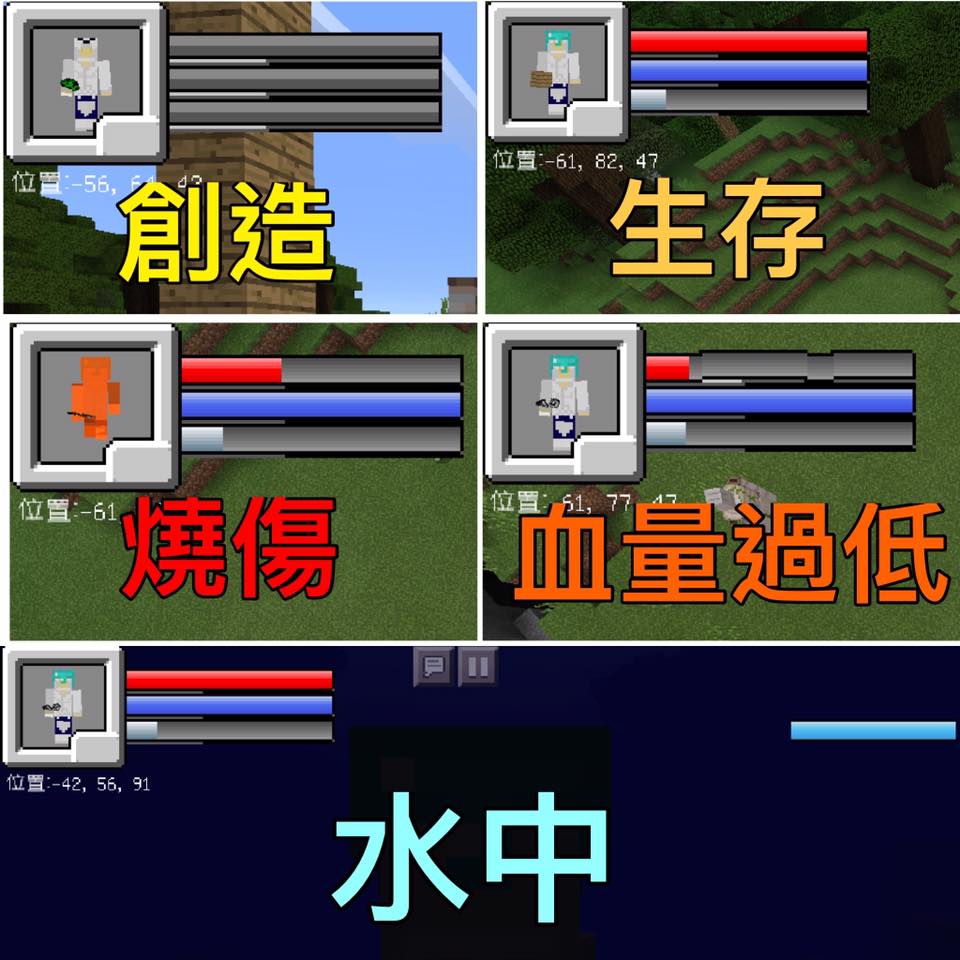 位置:-56, 64, 43
創造
位置:-61, 82, 47
生存
位置:-61
燒傷
位置:-61, 77, 47
血量過低
位置:-42, 56, 91
水中